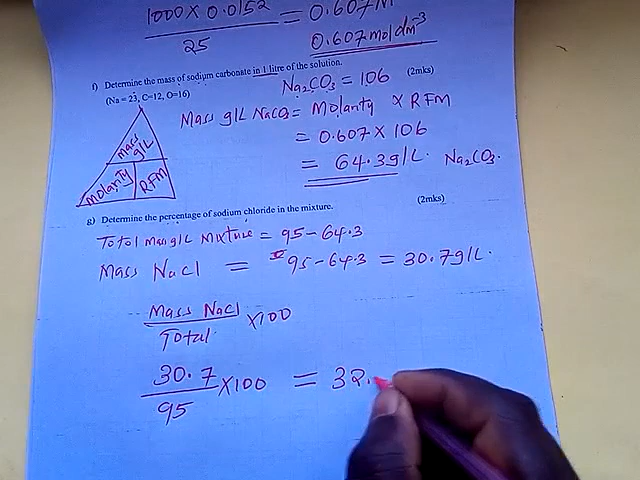 1000 × 0.0152 = 0.607M
25
0.607 mol dm⁻³
f) Determine the mass of sodium carbonate in 1 litre of the solution. (2mks)
(Na = 23, C=12, O=16)
Na₂CO₃ = 106
Mass g/L NaCO₃ = Molarity × RFM
= 0.607 × 106
= 64.3g/L. Na₂CO₃.
mass g/L
molarity RFM
g) Determine the percentage of sodium chloride in the mixture. (2mks)
Total mass g/L mixture = 95 - 64.3
Mass NaCl = 95 - 64.3 = 30.7g/L.
Mass NaCl × 100
Total
30.7 × 100 = 32.
95